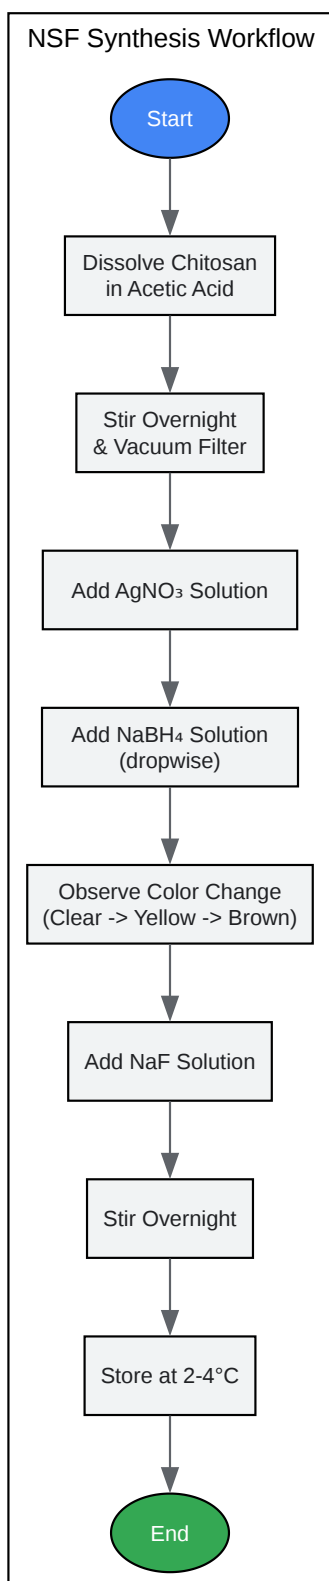 NSF Synthesis Workflow
Start
Dissolve Chitosan
in Acetic Acid
Stir Overnight
& Vacuum Filter
Add AgNO₃ Solution
Add NaBH₄ Solution
(dropwise)
Observe Color Change
(Clear -> Yellow -> Brown)
Add NaF Solution
Stir Overnight
Store at 2-4°C
End